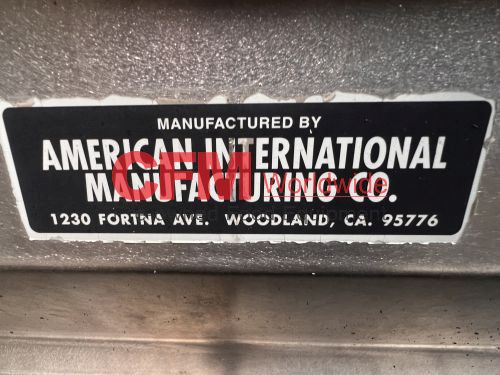 MANUFACTURED BY
AMERICAN INTERNATIONAL
MANUFACTURING CO.
1230 FORTNA AVE. WOODLAND, CA. 95776
CFM Worldwide